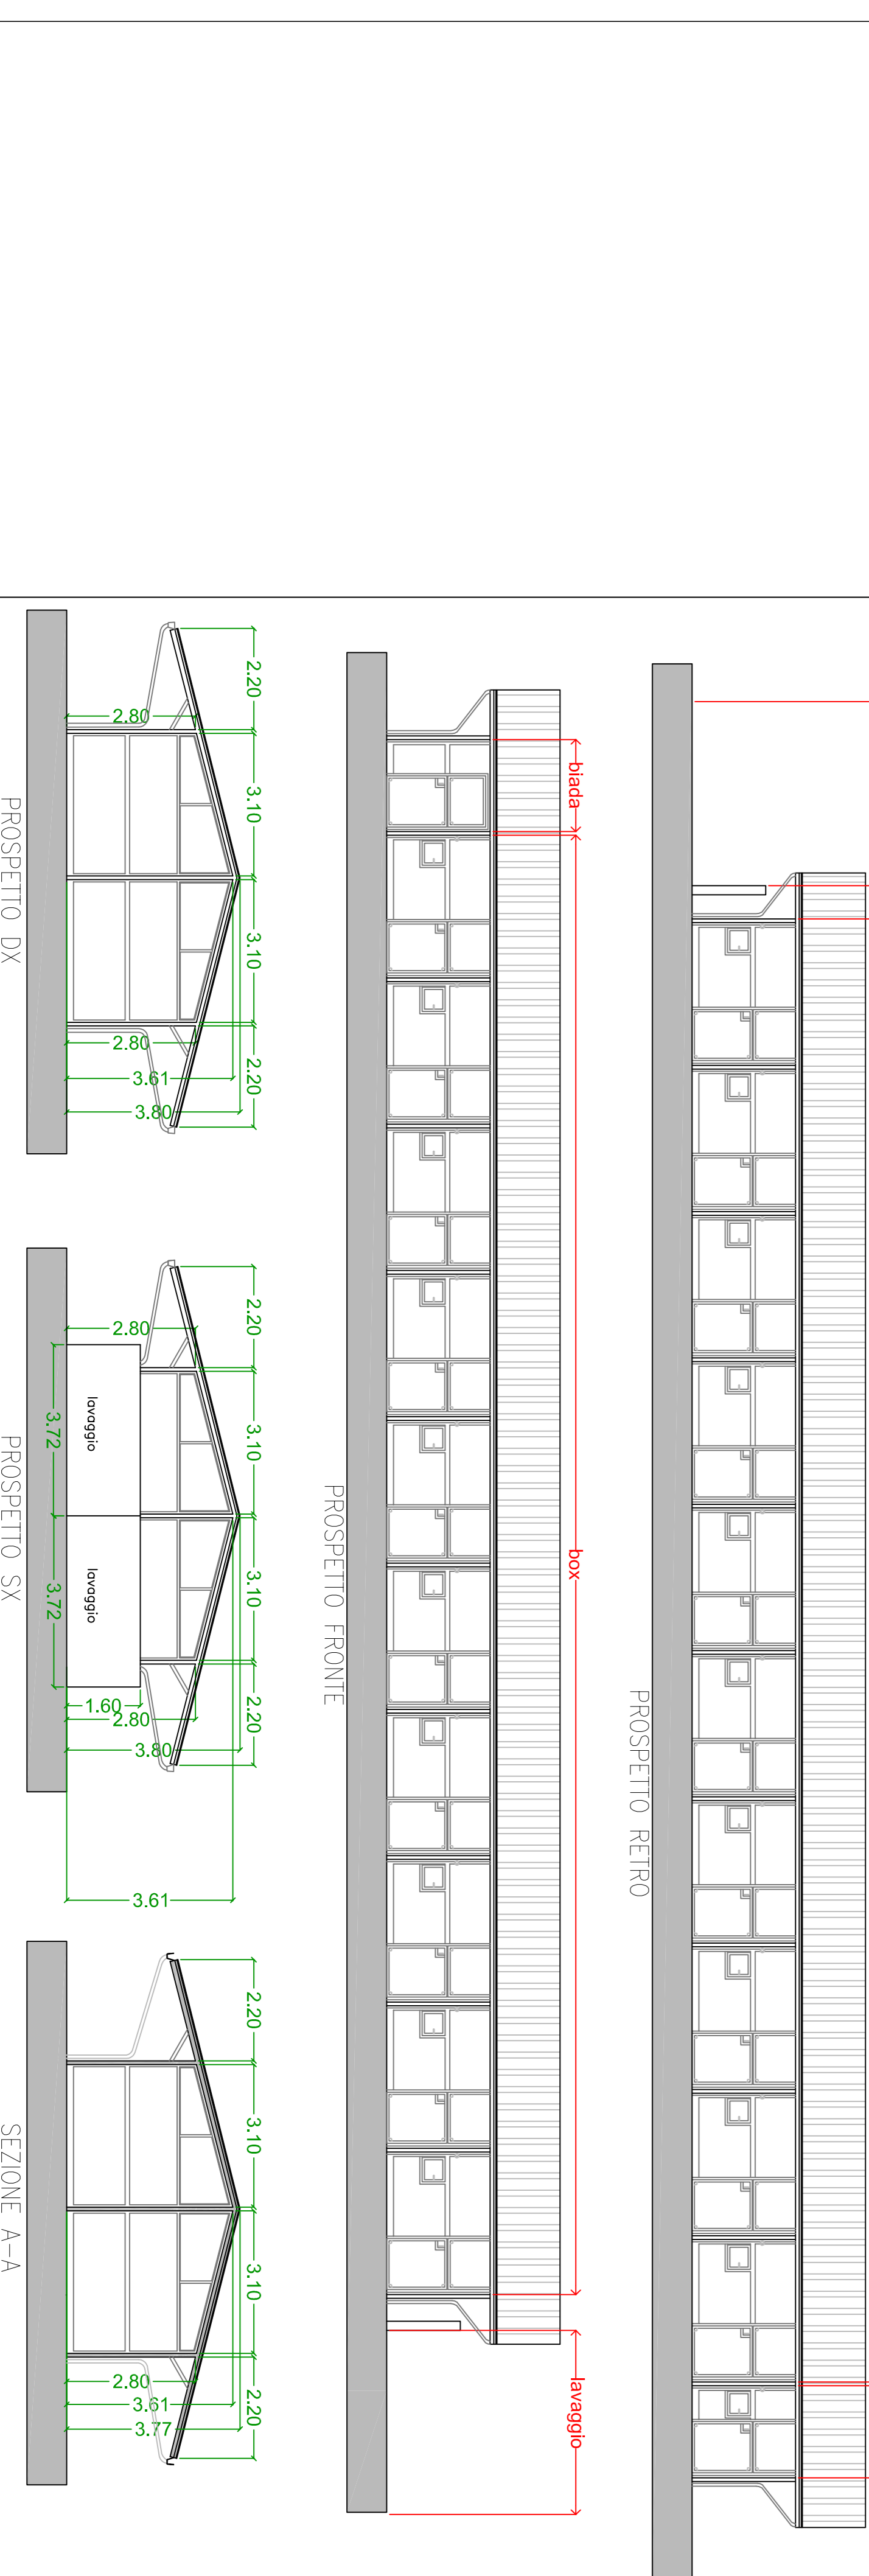 PROSPETTO RETRO
biada
box
lavaggio
PROSPETTO FRONTE
2.20 3.10 3.10 2.20
2.80
2.80
3.61
3.80
PROSPETTO DX
2.20 3.10 3.10 2.20
2.80
lavaggio lavaggio
3.72 3.72
1.60
2.80
3.80
3.61
PROSPETTO SX
2.20 3.10 3.10 2.20
2.80
3.61
3.77
SEZIONE A-A